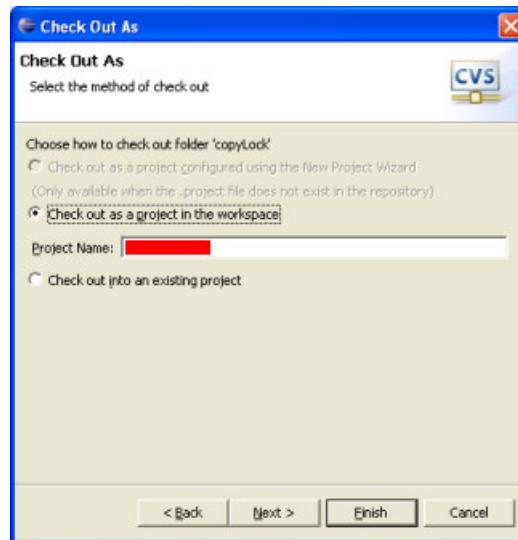 Check Out As
Check Out As
Select the method of check out
CVS
Choose how to check out folder 'copyLock'
Check out as a project configured using the New Project Wizard
(Only available when the .project file does not exist in the repository)
Check out as a project in the workspace
Project Name:
Check out into an existing project
< Back Next > Finish Cancel